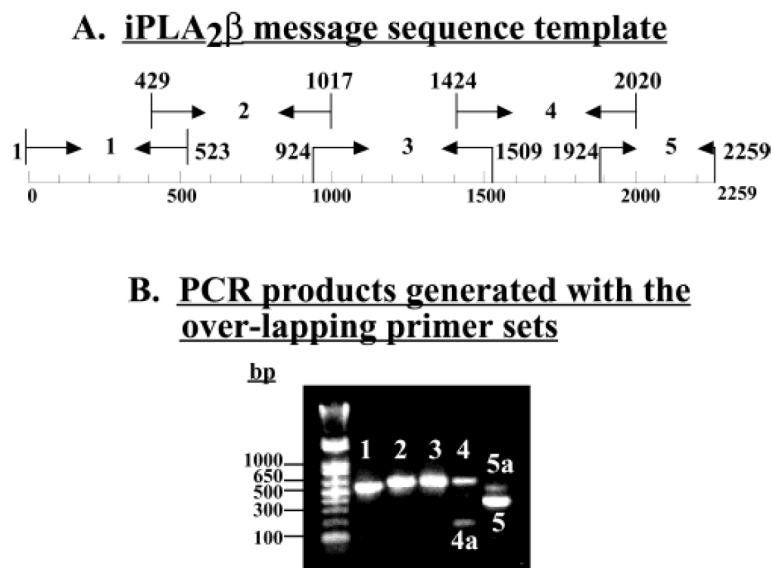 A. iPLA2β message sequence template
429 1017 1424 2020
2 4
1 1 523 924 3 1509 1924 5 2259
0 500 1000 1500 2000 2259
B. PCR products generated with the
over-lapping primer sets
bp
1 2 3 4 5a
1000
650
500
300
100
5
4a